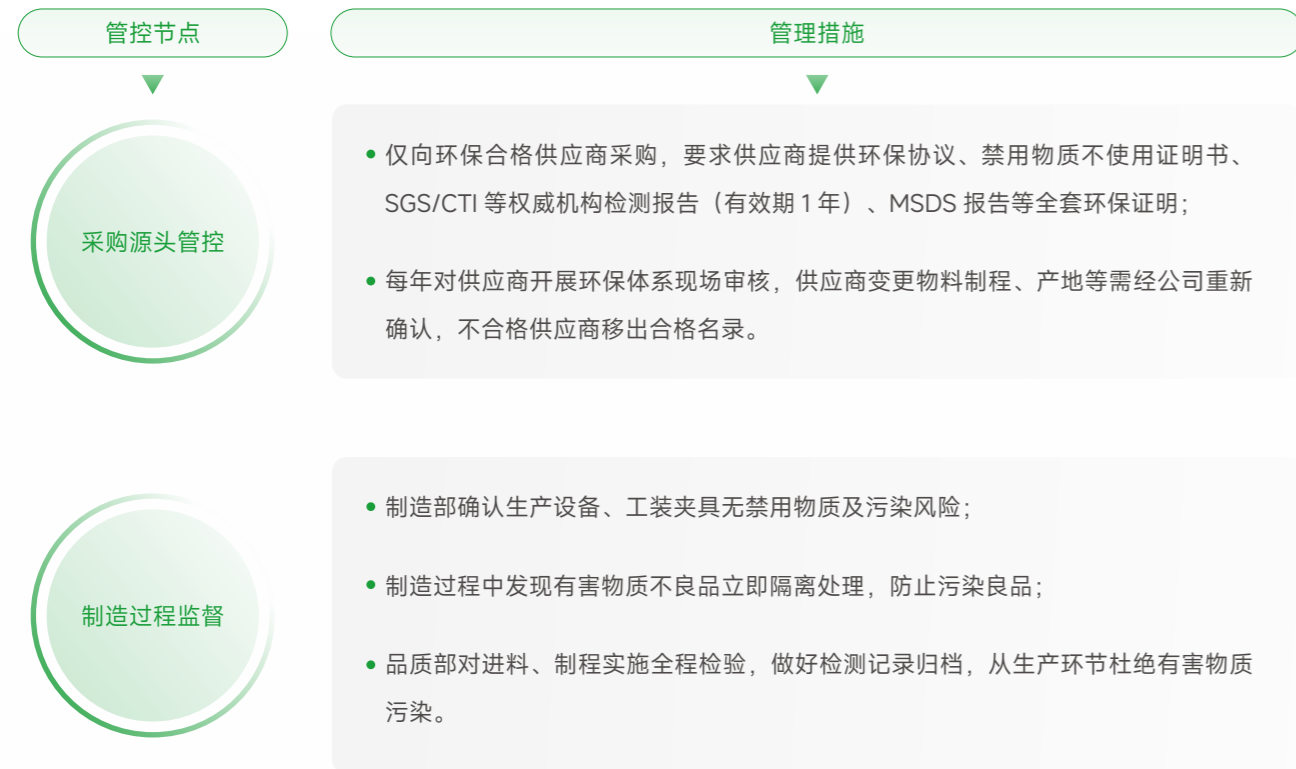 管控节点
管理措施
采购源头管控
• 仅向环保合格供应商采购，要求供应商提供环保协议、禁用物质不使用证明书、
SGS/CTI 等权威机构检测报告（有效期 1 年）、MSDS 报告等全套环保证明；
• 每年对供应商开展环保体系现场审核，供应商变更物料制程、产地等需经公司重新
确认，不合格供应商移出合格名录。
制造过程监督
• 制造部确认生产设备、工装夹具无禁用物质及污染风险；
• 制造过程中发现有害物质不良品立即隔离处理，防止污染良品；
• 品质部对进料、制程实施全程检验，做好检测记录归档，从生产环节杜绝有害物质
污染。